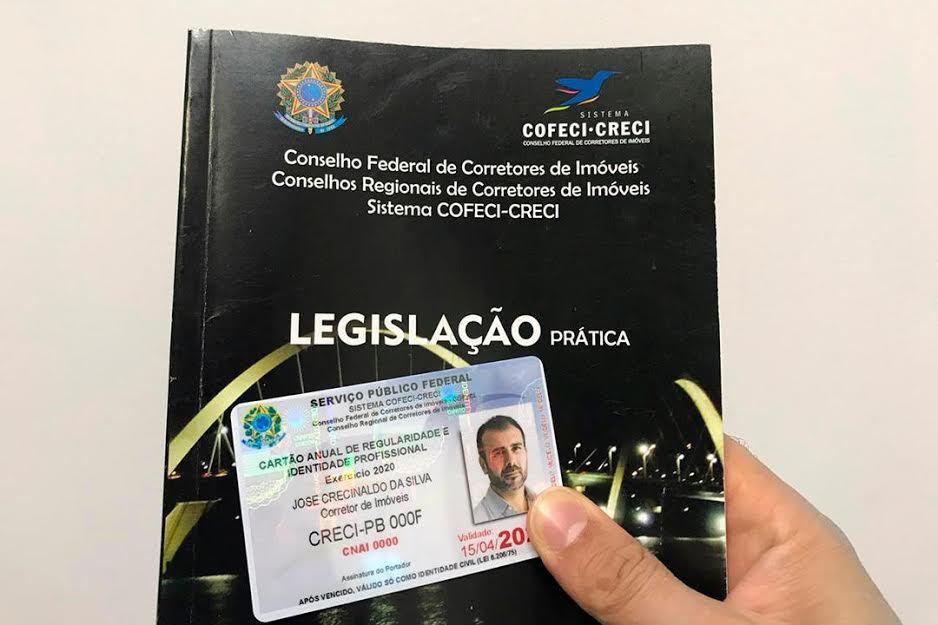 SISTEMA
COFECI·CRECI
CONSELHO FEDERAL DE CORRETORES DE IMÓVEIS
Conselho Federal de Corretores de Imóveis
Conselhos Regionais de Corretores de Imóveis
Sistema COFECI-CRECI
LEGISLAÇÃO PRÁTICA
SERVIÇO PÚBLICO FEDERAL
SISTEMA COFECI-CRECI
Conselho Federal de Corretores de Imóveis
Conselho Regional de Corretores de Imóveis
CARTÃO ANUAL DE REGULARIDADE E
IDENTIDADE PROFISSIONAL
Exercício 2020
JOSE CRECINALDO DA SILVA
Corretor de Imóveis
CRECI-PB 000F
CNAI 0000
Validade:
15/04/
Assinatura do Portador
APÓS VENCIDO, VÁLIDO SÓ COMO IDENTIDADE CIVIL (LEI 6.206/75)